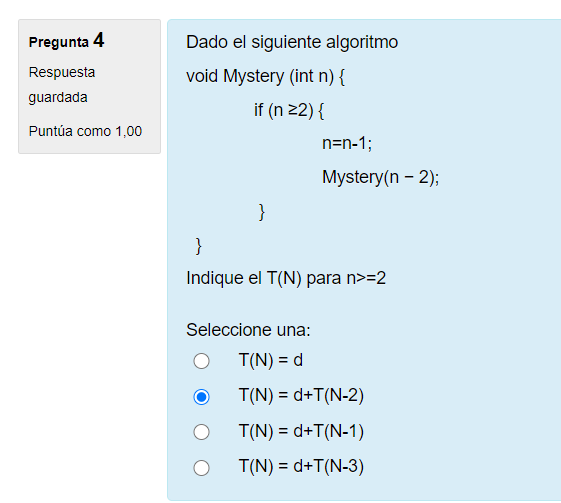 Pregunta 4
Respuesta
guardada
Puntúa como 1,00
Dado el siguiente algoritmo
void Mystery (int n) {
if (n ≥2) {
n=n-1;
Mystery(n − 2);
}
}
Indique el T(N) para n>=2
Seleccione una:
T(N) = d
T(N) = d+T(N-2)
T(N) = d+T(N-1)
T(N) = d+T(N-3)